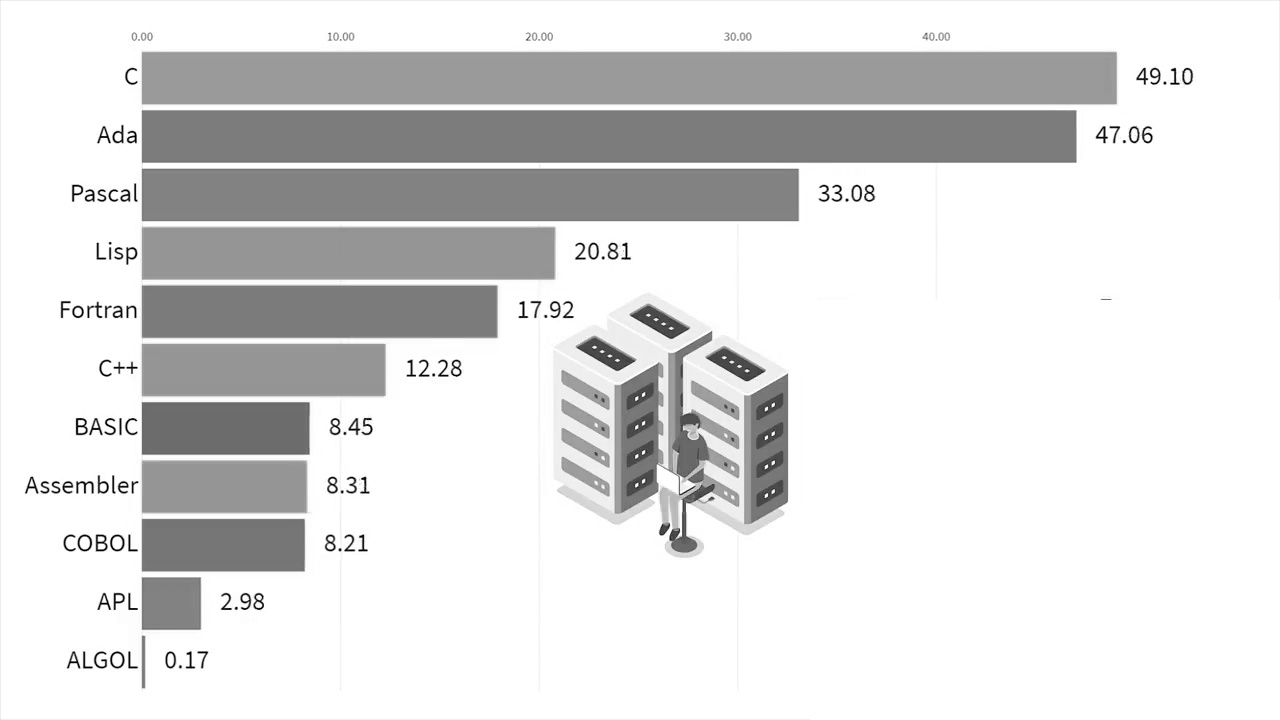 0.00 10.00 20.00 30.00 40.00
C 49.10
Ada 47.06
Pascal 33.08
Lisp 20.81
Fortran 17.92
C++ 12.28
BASIC 8.45
Assembler 8.31
COBOL 8.21
APL 2.98
ALGOL 0.17